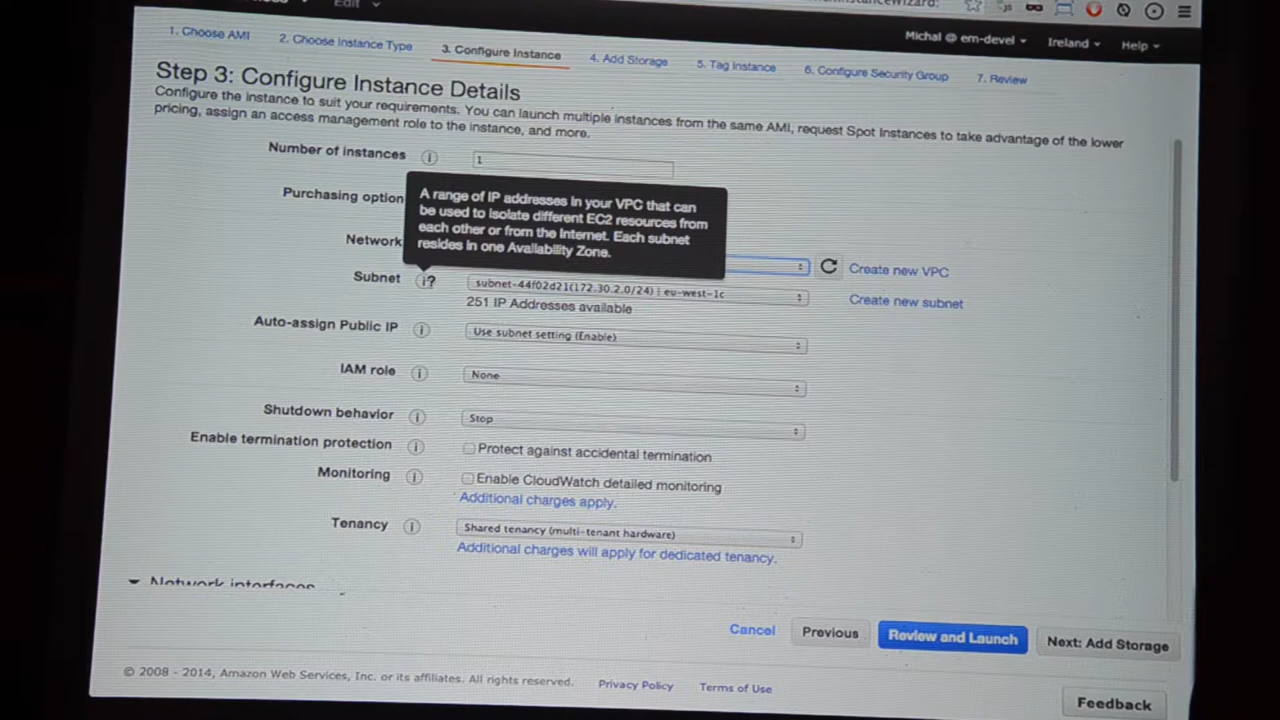 Edit
Michal @ em-devel
Ireland
Help
1. Choose AMI
2. Choose Instance Type
3. Configure Instance
4. Add Storage
5. Tag Instance
6. Configure Security Group
7. Review
Step 3: Configure Instance Details
Configure the instance to suit your requirements. You can launch multiple instances from the same AMI, request Spot Instances to take advantage of the lower
pricing, assign an access management role to the instance, and more.
Number of instances
1
Purchasing option
A range of IP addresses in your VPC that can
be used to isolate different EC2 resources from
each other or from the Internet. Each subnet
resides in one Availability Zone.
Network
Create new VPC
Subnet
subnet-44f02d21(172.30.2.0/24) | eu-west-1c
251 IP Addresses available
Create new subnet
Auto-assign Public IP
Use subnet setting (Enable)
IAM role
None
Shutdown behavior
Stop
Enable termination protection
Protect against accidental termination
Monitoring
Enable CloudWatch detailed monitoring
Additional charges apply.
Tenancy
Shared tenancy (multi-tenant hardware)
Additional charges will apply for dedicated tenancy.
Network interfaces
Cancel
Previous
Review and Launch
Next: Add Storage
© 2008 - 2014, Amazon Web Services, Inc. or its affiliates. All rights reserved.
Privacy Policy
Terms of Use
Feedback